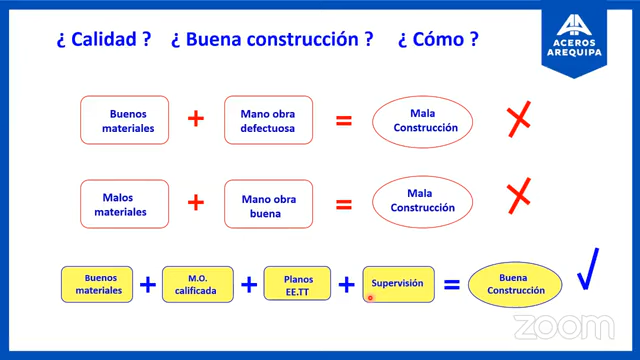 ¿ Calidad ? ¿ Buena construcción ? ¿ Cómo ?
ACEROS
AREQUIPA
Buenos
materiales
+
Mano obra
defectuosa
=
Mala
Construcción
Malos
materiales
+
Mano obra
buena
=
Mala
Construcción
Buenos
materiales
+
M.O.
calificada
+
Planos
EE.TT
+
Supervisión
=
Buena
Construcción
zoom